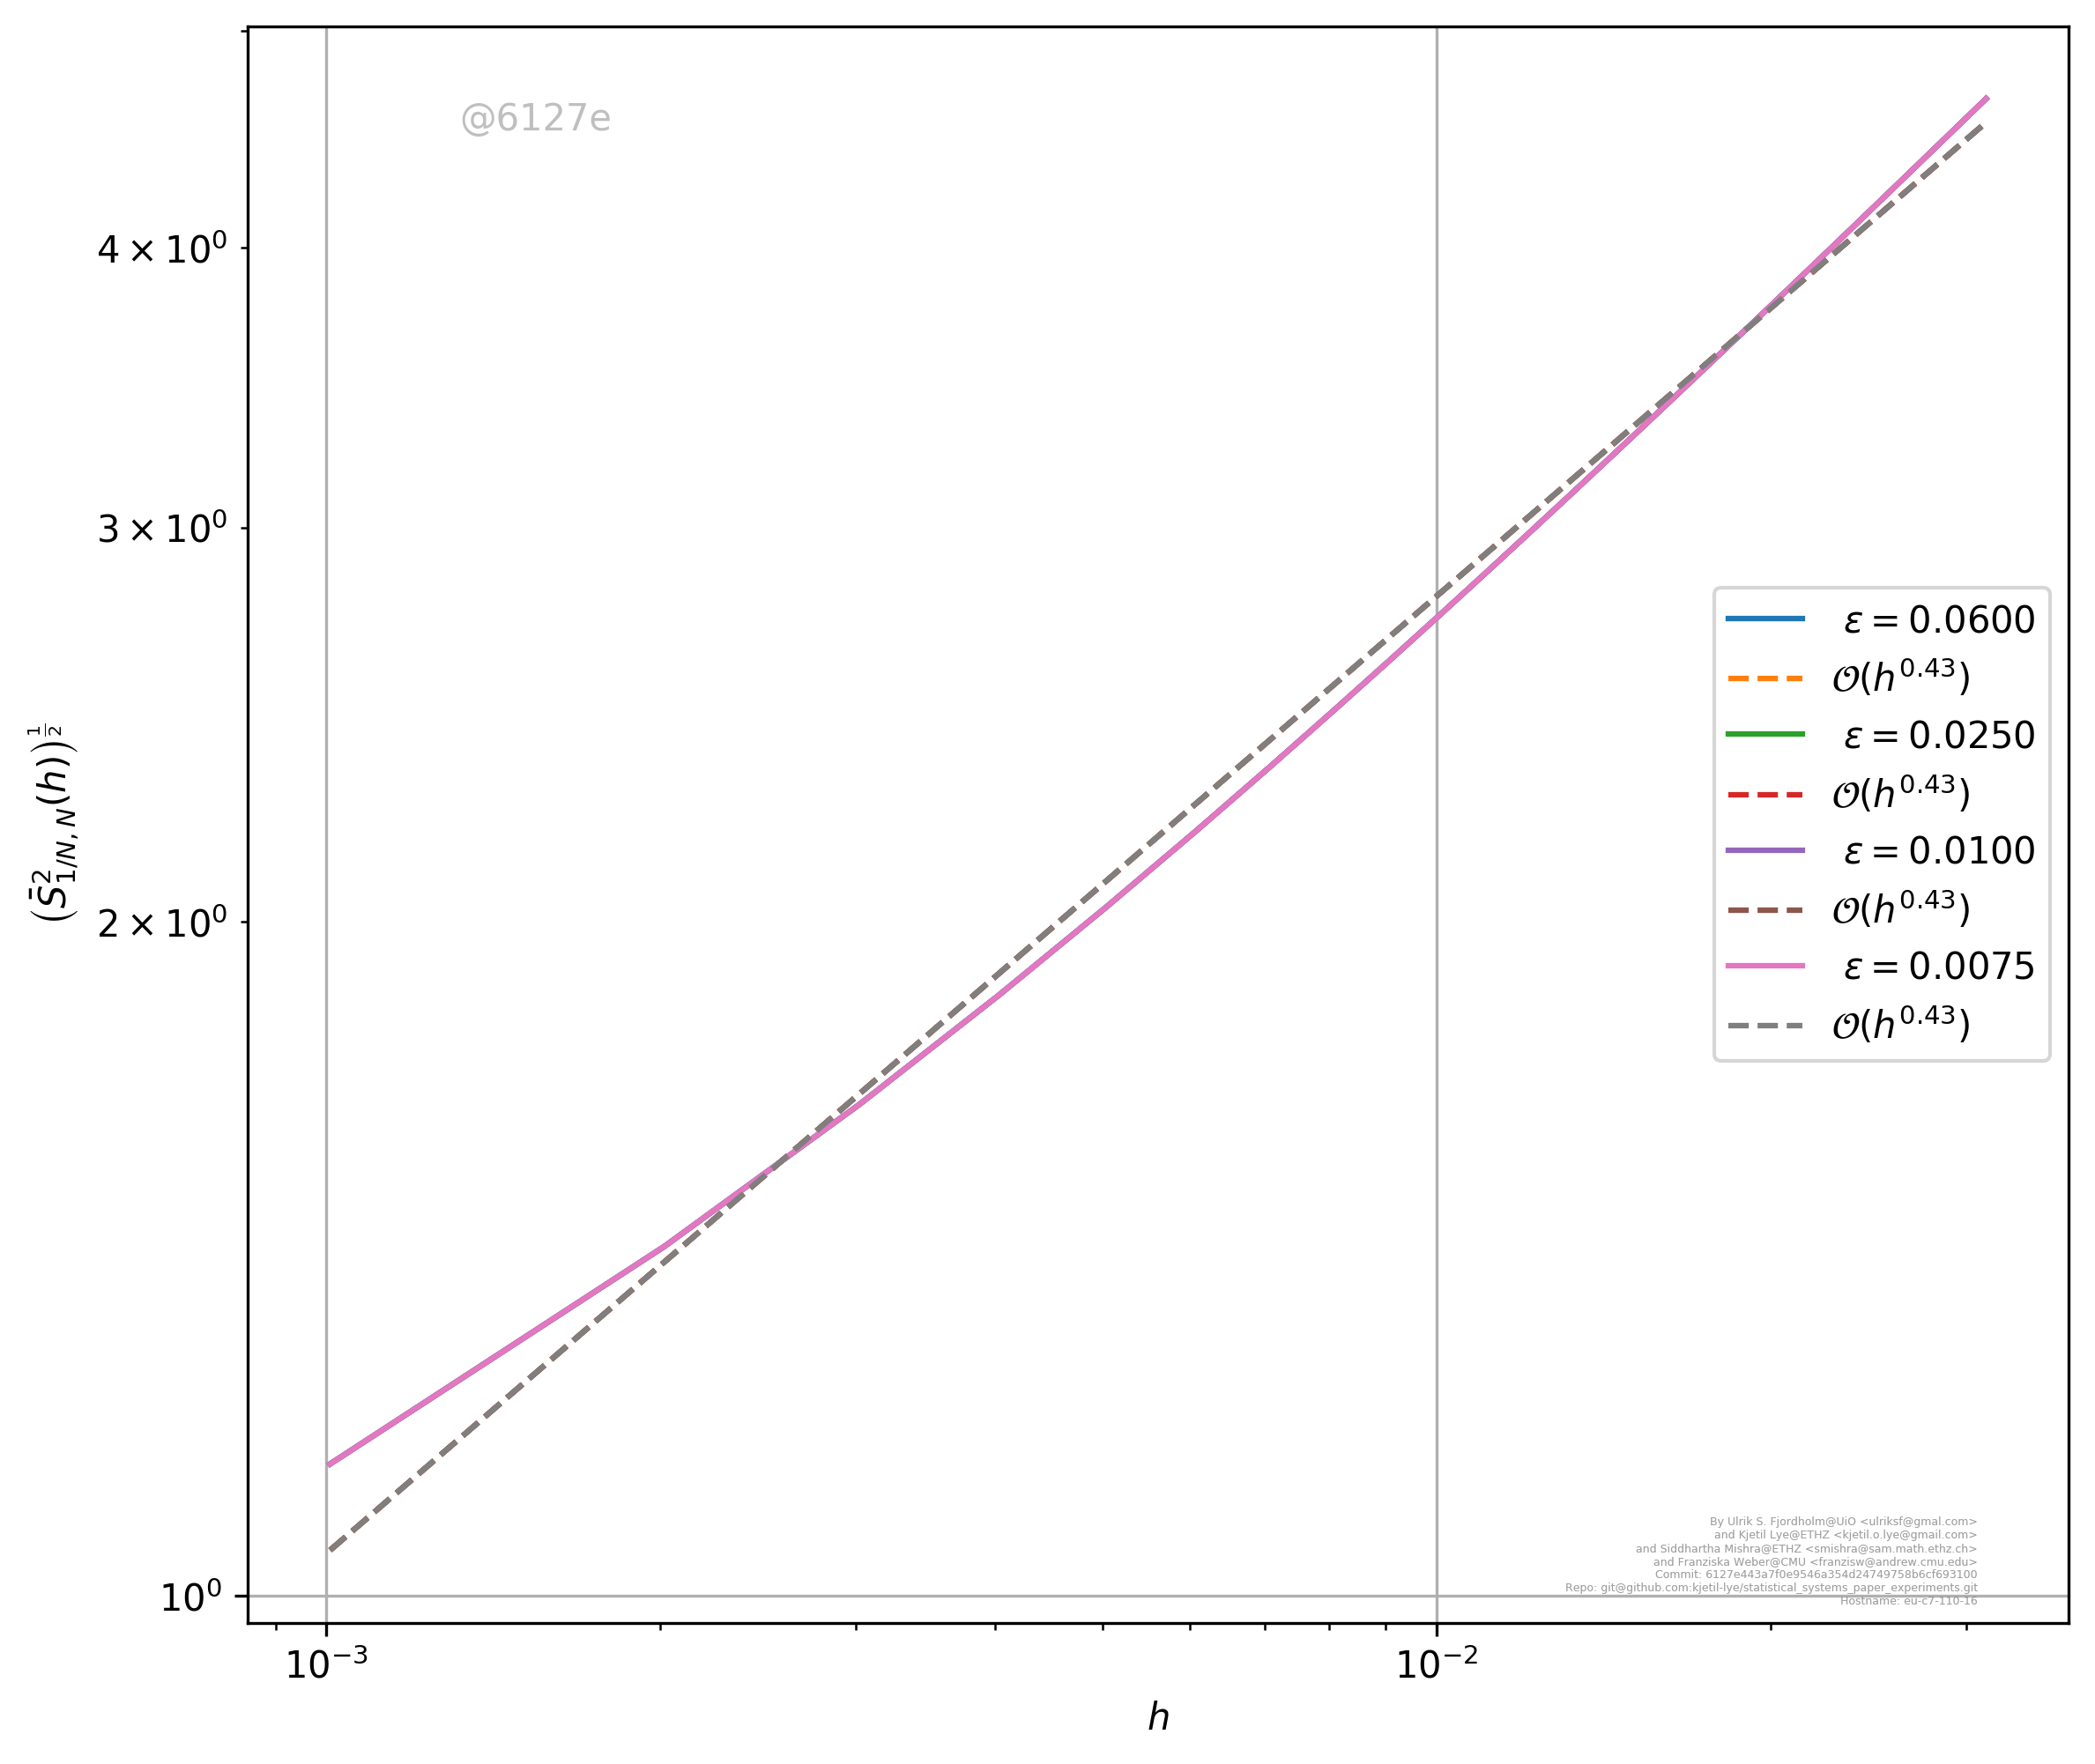 @6127e
4 × 10⁰
3 × 10⁰
2 × 10⁰
10⁰
(S̄²₁/N, N(h))^½
ε = 0.0600
𝒪(h^0.43)
ε = 0.0250
𝒪(h^0.43)
ε = 0.0100
𝒪(h^0.43)
ε = 0.0075
𝒪(h^0.43)
By Ulrik S. Fjordholm@UiO <ulriksf@gmal.com>
and Kjetil Lye@ETHZ <kjetil.o.lye@gmail.com>
and Siddhartha Mishra@ETHZ <smishra@sam.math.ethz.ch>
and Franziska Weber@CMU <franzisw@andrew.cmu.edu>
Commit: 6127e443a7f0e9546a354d24749758b6cf693100
Repo: git@github.com:kjetil-lye/statistical_systems_paper_experiments.git
Hostname: eu-c7-110-16
10⁻³
10⁻²
h